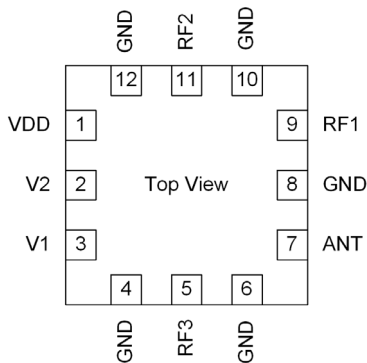 GND RF2 GND
12 11 10
VDD 1 9 RF1
V2 2 Top View 8 GND
V1 3 7 ANT
4 5 6
GND RF3 GND